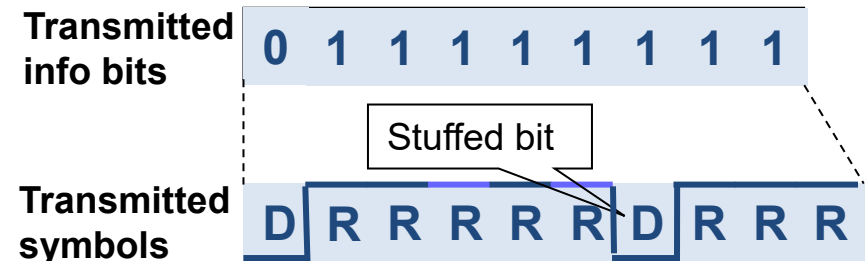 Transmitted
info bits
0 1 1 1 1 1 1 1 1
Stuffed bit
Transmitted
symbols
D R R R R R D R R R